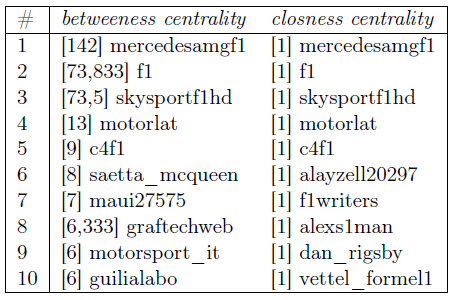 # betweeness centrality closness centrality
1 [142] mercedesamgf1 [1] mercedesamgf1
2 [73,833] f1 [1] f1
3 [73,5] skysportf1hd [1] skysportf1hd
4 [13] motorlat [1] motorlat
5 [9] c4f1 [1] c4f1
6 [8] saetta_mcqueen [1] alayzell20297
7 [7] maui27575 [1] f1writers
8 [6,333] graftechweb [1] alexs1man
9 [6] motorsport_it [1] dan_rigsby
10 [6] guilialabo [1] vettel_formel1